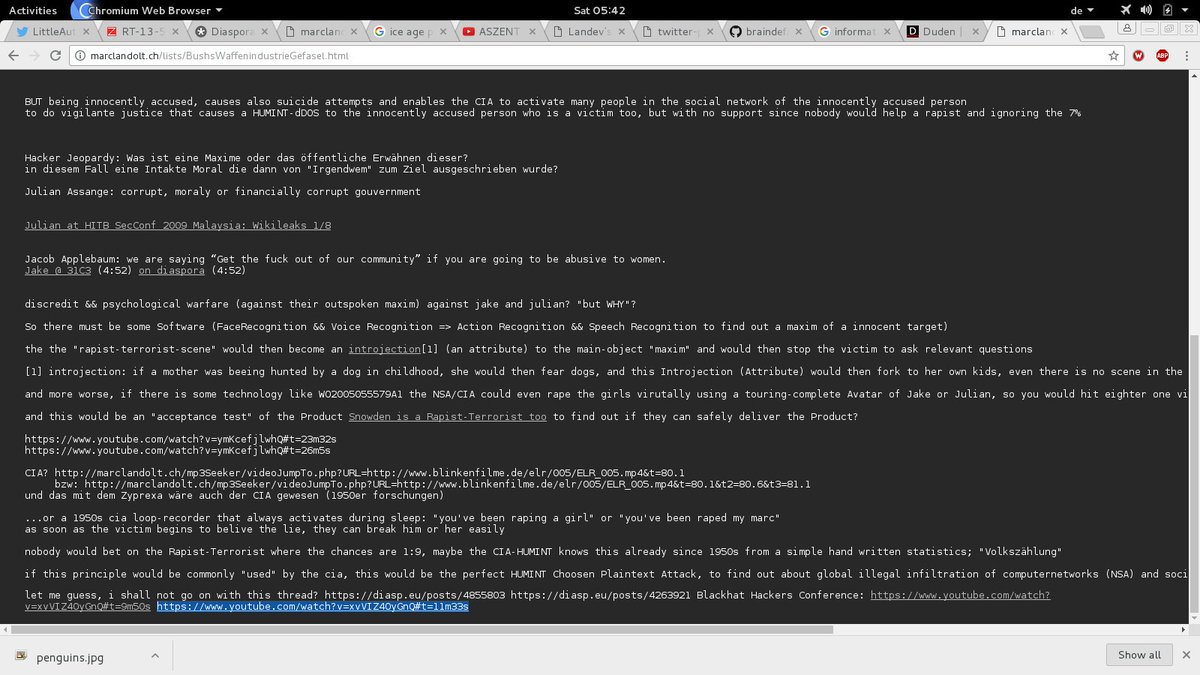 Activities
Chromium Web Browser
Sat 05:42
de
LittleAut
RT-13-5
Diaspora
marclan
ice age p
ASZENT
Landev's
twitter-p
braindef
informat
Duden |
marclan
marclandolt.ch/lists/BushsWaffenindustrieGefasel.html
ABP
BUT being innocently accused, causes also suicide attempts and enables the CIA to activate many people in the social network of the innocently accused person
to do vigilante justice that causes a HUMINT-dDOS to the innocently accused person who is a victim too, but with no support since nobody would help a rapist and ignoring the 7%
Hacker Jeopardy: Was ist eine Maxime oder das öffentliche Erwähnen dieser?
in diesem Fall eine Intakte Moral die dann von "Irgendwem" zum Ziel ausgeschrieben wurde?
Julian Assange: corrupt, moraly or financially corrupt gouvernment
Julian at HITB SecConf 2009 Malaysia: Wikileaks 1/8
Jacob Applebaum: we are saying “Get the fuck out of our community” if you are going to be abusive to women.
Jake @ 31C3 (4:52) on diaspora (4:52)
discredit && psychological warfare (against their outspoken maxim) against jake and julian? "but WHY"?
So there must be some Software (FaceRecognition && Voice Recognition => Action Recognition && Speech Recognition to find out a maxim of a innocent target)
the the "rapist-terrorist-scene" would then become an introjection[1] (an attribute) to the main-object "maxim" and would then stop the victim to ask relevant questions
[1] introjection: if a mother was beeing hunted by a dog in childhood, she would then fear dogs, and this Introjection (Attribute) would then fork to her own kids, even there is no scene in the
and more worse, if there is some technology like WO2005055579A1 the NSA/CIA could even rape the girls virutally using a touring-complete Avatar of Jake or Julian, so you would hit eighter one vi
and this would be an "acceptance test" of the Product Snowden is a Rapist-Terrorist too to find out if they can safely deliver the Product?
https://www.youtube.com/watch?v=ymKcefjlwhQ#t=23m32s
https://www.youtube.com/watch?v=ymKcefjlwhQ#t=26m5s
CIA? http://marclandolt.ch/mp3Seeker/videoJumpTo.php?URL=http://www.blinkenfilme.de/elr/005/ELR_005.mp4&t=80.1
bzw: http://marclandolt.ch/mp3Seeker/videoJumpTo.php?URL=http://www.blinkenfilme.de/elr/005/ELR_005.mp4&t=80.1&t2=80.6&t3=81.1
und das mit dem Zyprexa wäre auch der CIA gewesen (1950er forschungen)
...or a 1950s cia loop-recorder that always activates during sleep: "you've been raping a girl" or "you've been raped my marc"
as soon as the victim begins to belive the lie, they can break him or her easily
nobody would bet on the Rapist-Terrorist where the chances are 1:9, maybe the CIA-HUMINT knows this already since 1950s from a simple hand written statistics; "Volkszählung"
if this principle would be commonly "used" by the cia, this would be the perfect HUMINT Choosen Plaintext Attack, to find out about global illegal infiltration of computernetworks (NSA) and soci
let me guess, i shall not go on with this thread? https://diasp.eu/posts/4855803 https://diasp.eu/posts/4263921 Blackhat Hackers Conference: https://www.youtube.com/watch?
v=xvVIZ4OyGnQ#t=9m50s https://www.youtube.com/watch?v=xvVIZ4OyGnQ#t=11m33s
penguins.jpg
Show all